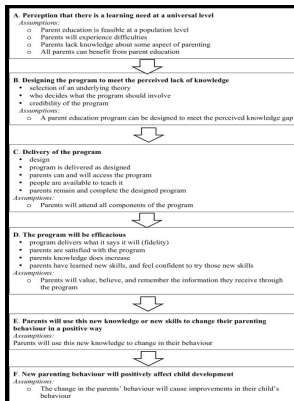 A. Perception that there is a learning need at a universal level
Assumptions:
o Parent education is feasible at a population level
o Parents will experience difficulties
o Parents lack knowledge about some aspect of parenting
o All parents can benefit from parent education
B. Designing the program to meet the perceived lack of knowledge
• selection of an underlying theory
• who decides what the program should involve
• credibility of the program
Assumptions:
o A parent education program can be designed to meet the perceived knowledge gap
C. Delivery of the program
• design
• program is delivered as designed
• parents can and will access the program
• people are available to teach it
• parents remain and complete the designed program
Assumptions:
o Parents will attend all components of the program
D. The program will be efficacious
• program delivers what it says it will (fidelity)
• parents are satisfied with the program
• parents knowledge does increase
• parents have learned new skills, and feel confident to try those new skills
Assumptions:
o Parents will value, believe, and remember the information they receive through
the program
E. Parents will use this new knowledge or new skills to change their parenting
behaviour in a positive way
Assumptions:
Parents will use this new knowledge to change in their behaviour
F. New parenting behaviour will positively affect child development
Assumptions:
o The change in the parents' behaviour will cause improvements in their child's
behaviour